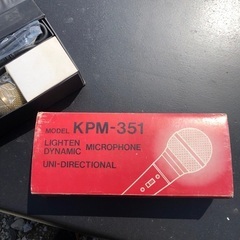 MODEL KPM-351
LIGHTEN
DYNAMIC MICROPHONE
UNI-DIRECTIONAL